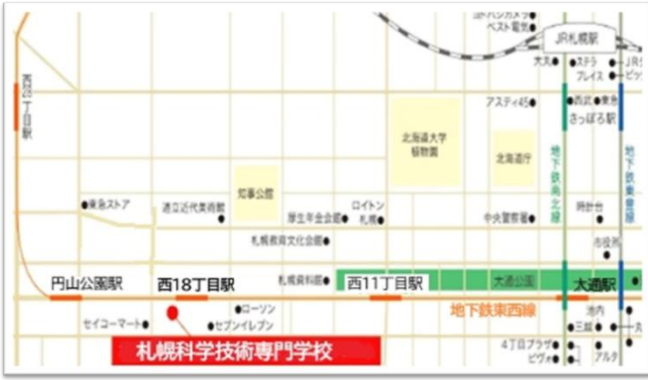 ヨドバシカメラ
ベスト電気
JR札幌駅
大丸
ステラ
プレイス
アスティ45
西武
東急
さっぽろ駅
北海道大学
植物園
北海道庁
地下鉄南北線
地下鉄東豊線
知事公館
東急ストア
道立近代美術館
厚生年金会館
ロイトン
札幌
中央警察署
時計台
札幌教育文化会館
市役所
札幌資料館
大通公園
円山公園駅
西18丁目駅
西11丁目駅
大通駅
地下鉄東西線
ローソン
セイコーマート
セブンイレブン
池内
三越
4丁目プラザ
ピヴォ
アルタ
札幌科学技術専門学校